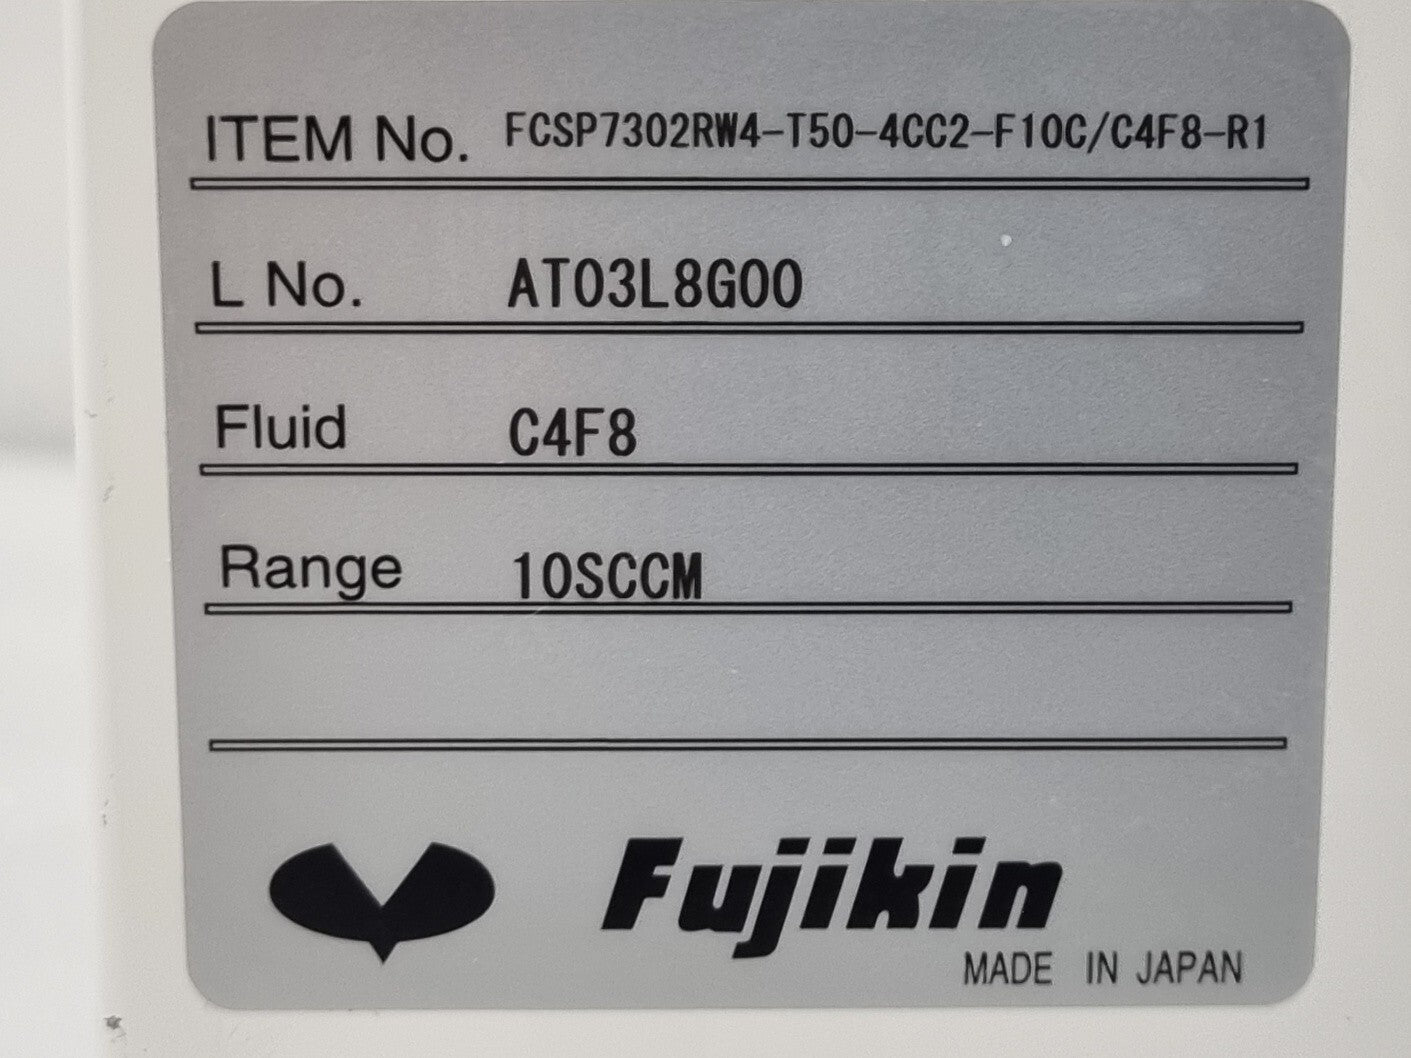 ITEM No. FCSP7302RW4-T50-4CC2-F10C/C4F8-R1
L No. AT03L8G00
Fluid C4F8
Range 10SCCM
Fujikin
MADE IN JAPAN